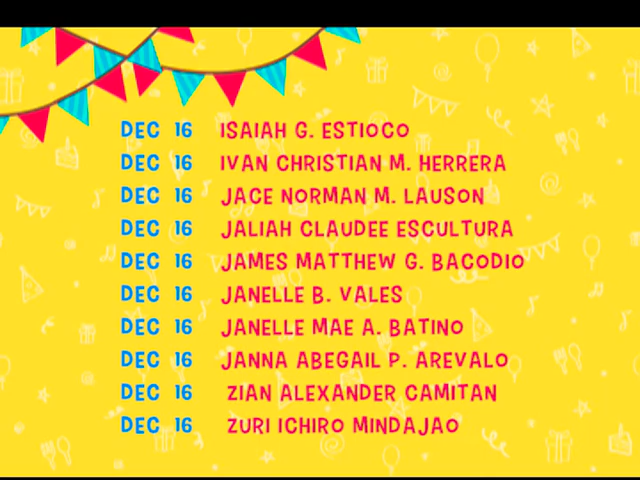 DEC 16 ISAIAH G. ESTIOCO
DEC 16 IVAN CHRISTIAN M. HERRERA
DEC 16 JACE NORMAN M. LAUSON
DEC 16 JALIAH CLAUDEE ESCULTURA
DEC 16 JAMES MATTHEW G. BACODIO
DEC 16 JANELLE B. VALES
DEC 16 JANELLE MAE A. BATINO
DEC 16 JANNA ABEGAIL P. AREVALO
DEC 16 ZIAN ALEXANDER CAMITAN
DEC 16 ZURI ICHIRO MINDAJAO